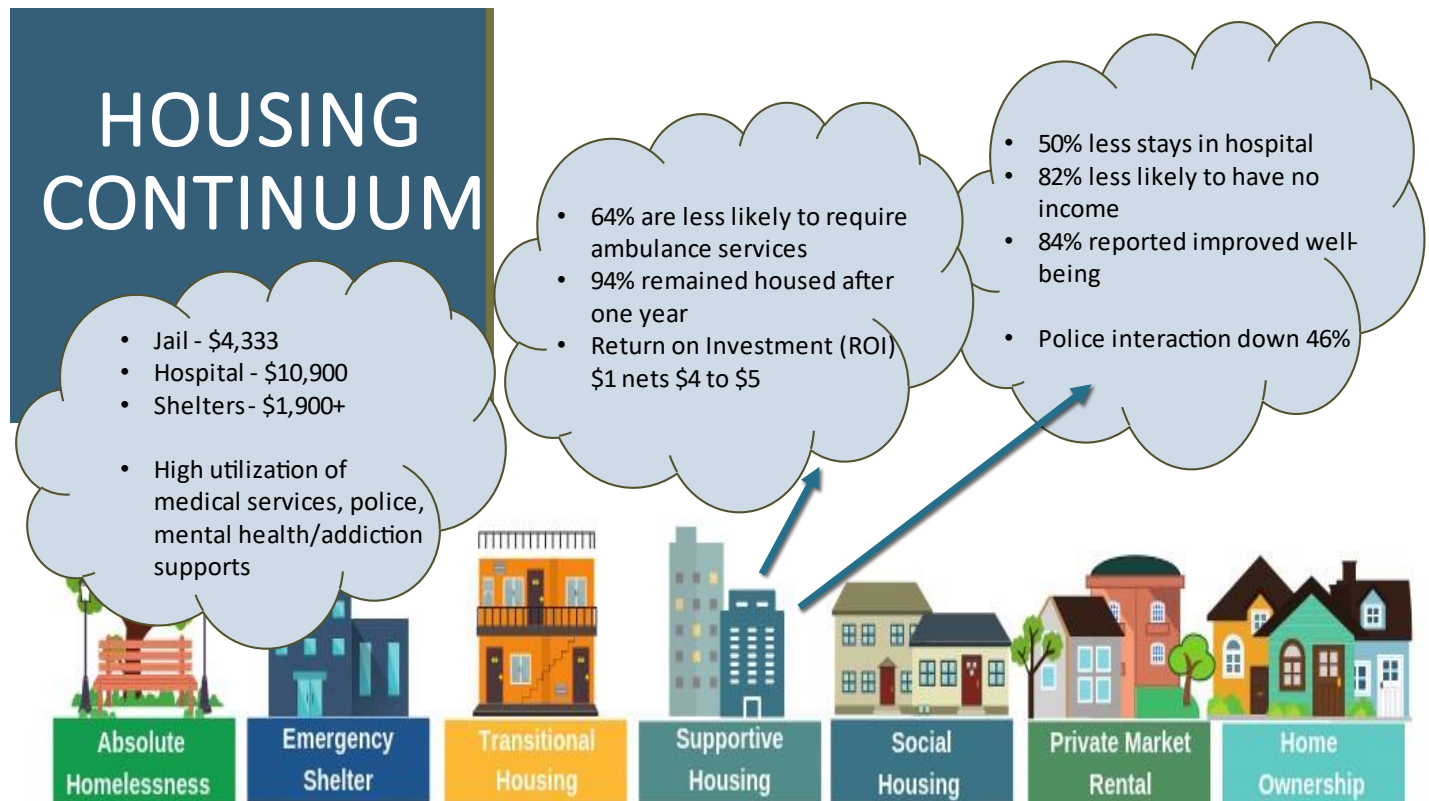 HOUSING
CONTINUUM
• Jail - $4,333
• Hospital - $10,900
• Shelters - $1,900+
• High utilization of
medical services, police,
mental health/addiction
supports
• 64% are less likely to require
ambulance services
• 94% remained housed after
one year
• Return on Investment (ROI)
$1 nets $4 to $5
• 50% less stays in hospital
• 82% less likely to have no
income
• 84% reported improved well-
being
• Police interaction down 46%
Absolute
Homelessness
Emergency
Shelter
Transitional
Housing
Supportive
Housing
Social
Housing
Private Market
Rental
Home
Ownership